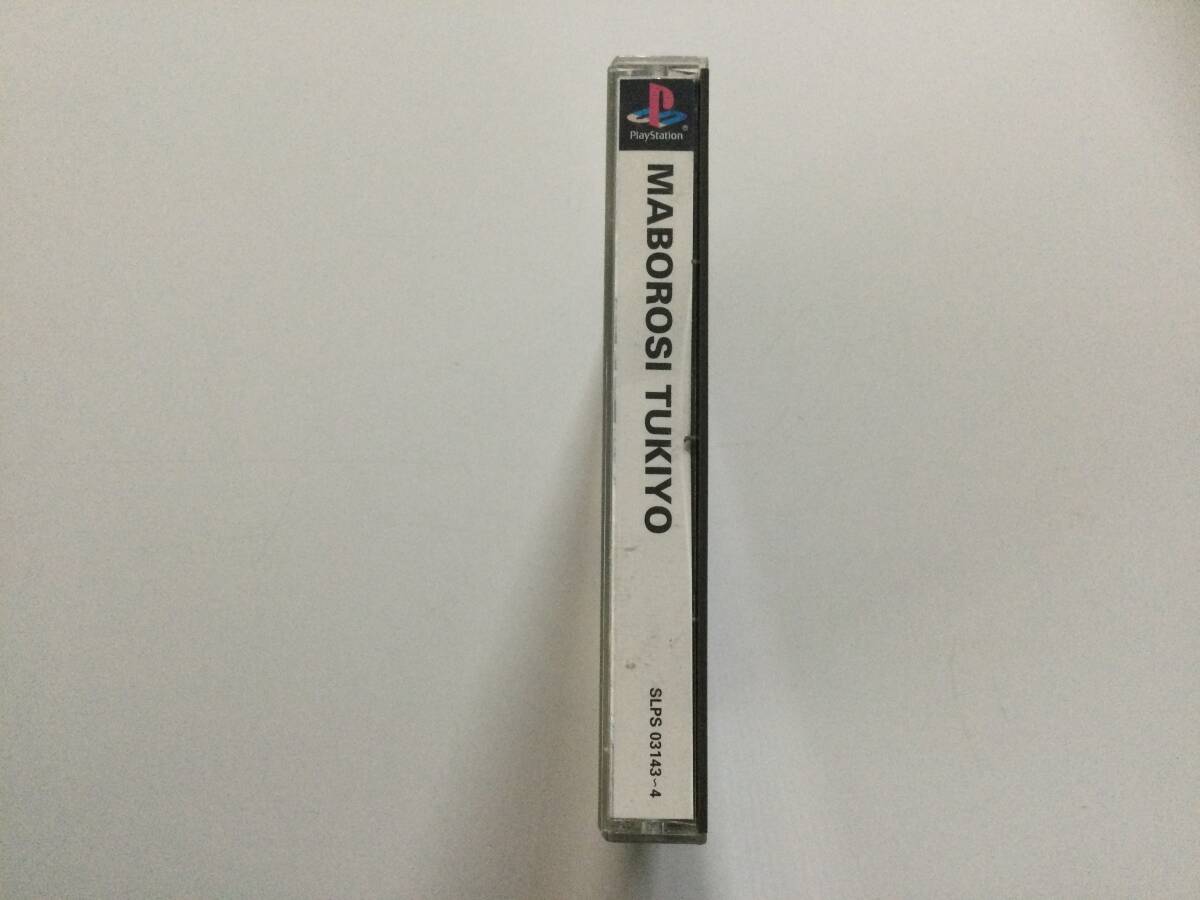 PlayStation®
MABOROSI TUKIYO
SLPS 03143~4